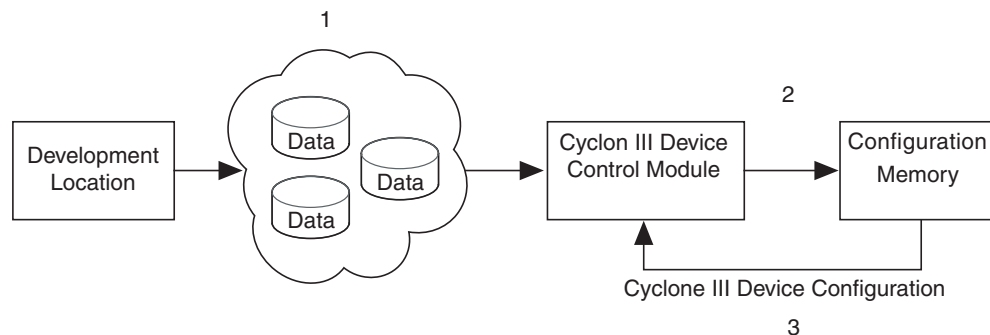 1
2
Development
Location
Data
Data
Data
Cyclon III Device
Control Module
Configuration
Memory
Cyclone III Device Configuration
3